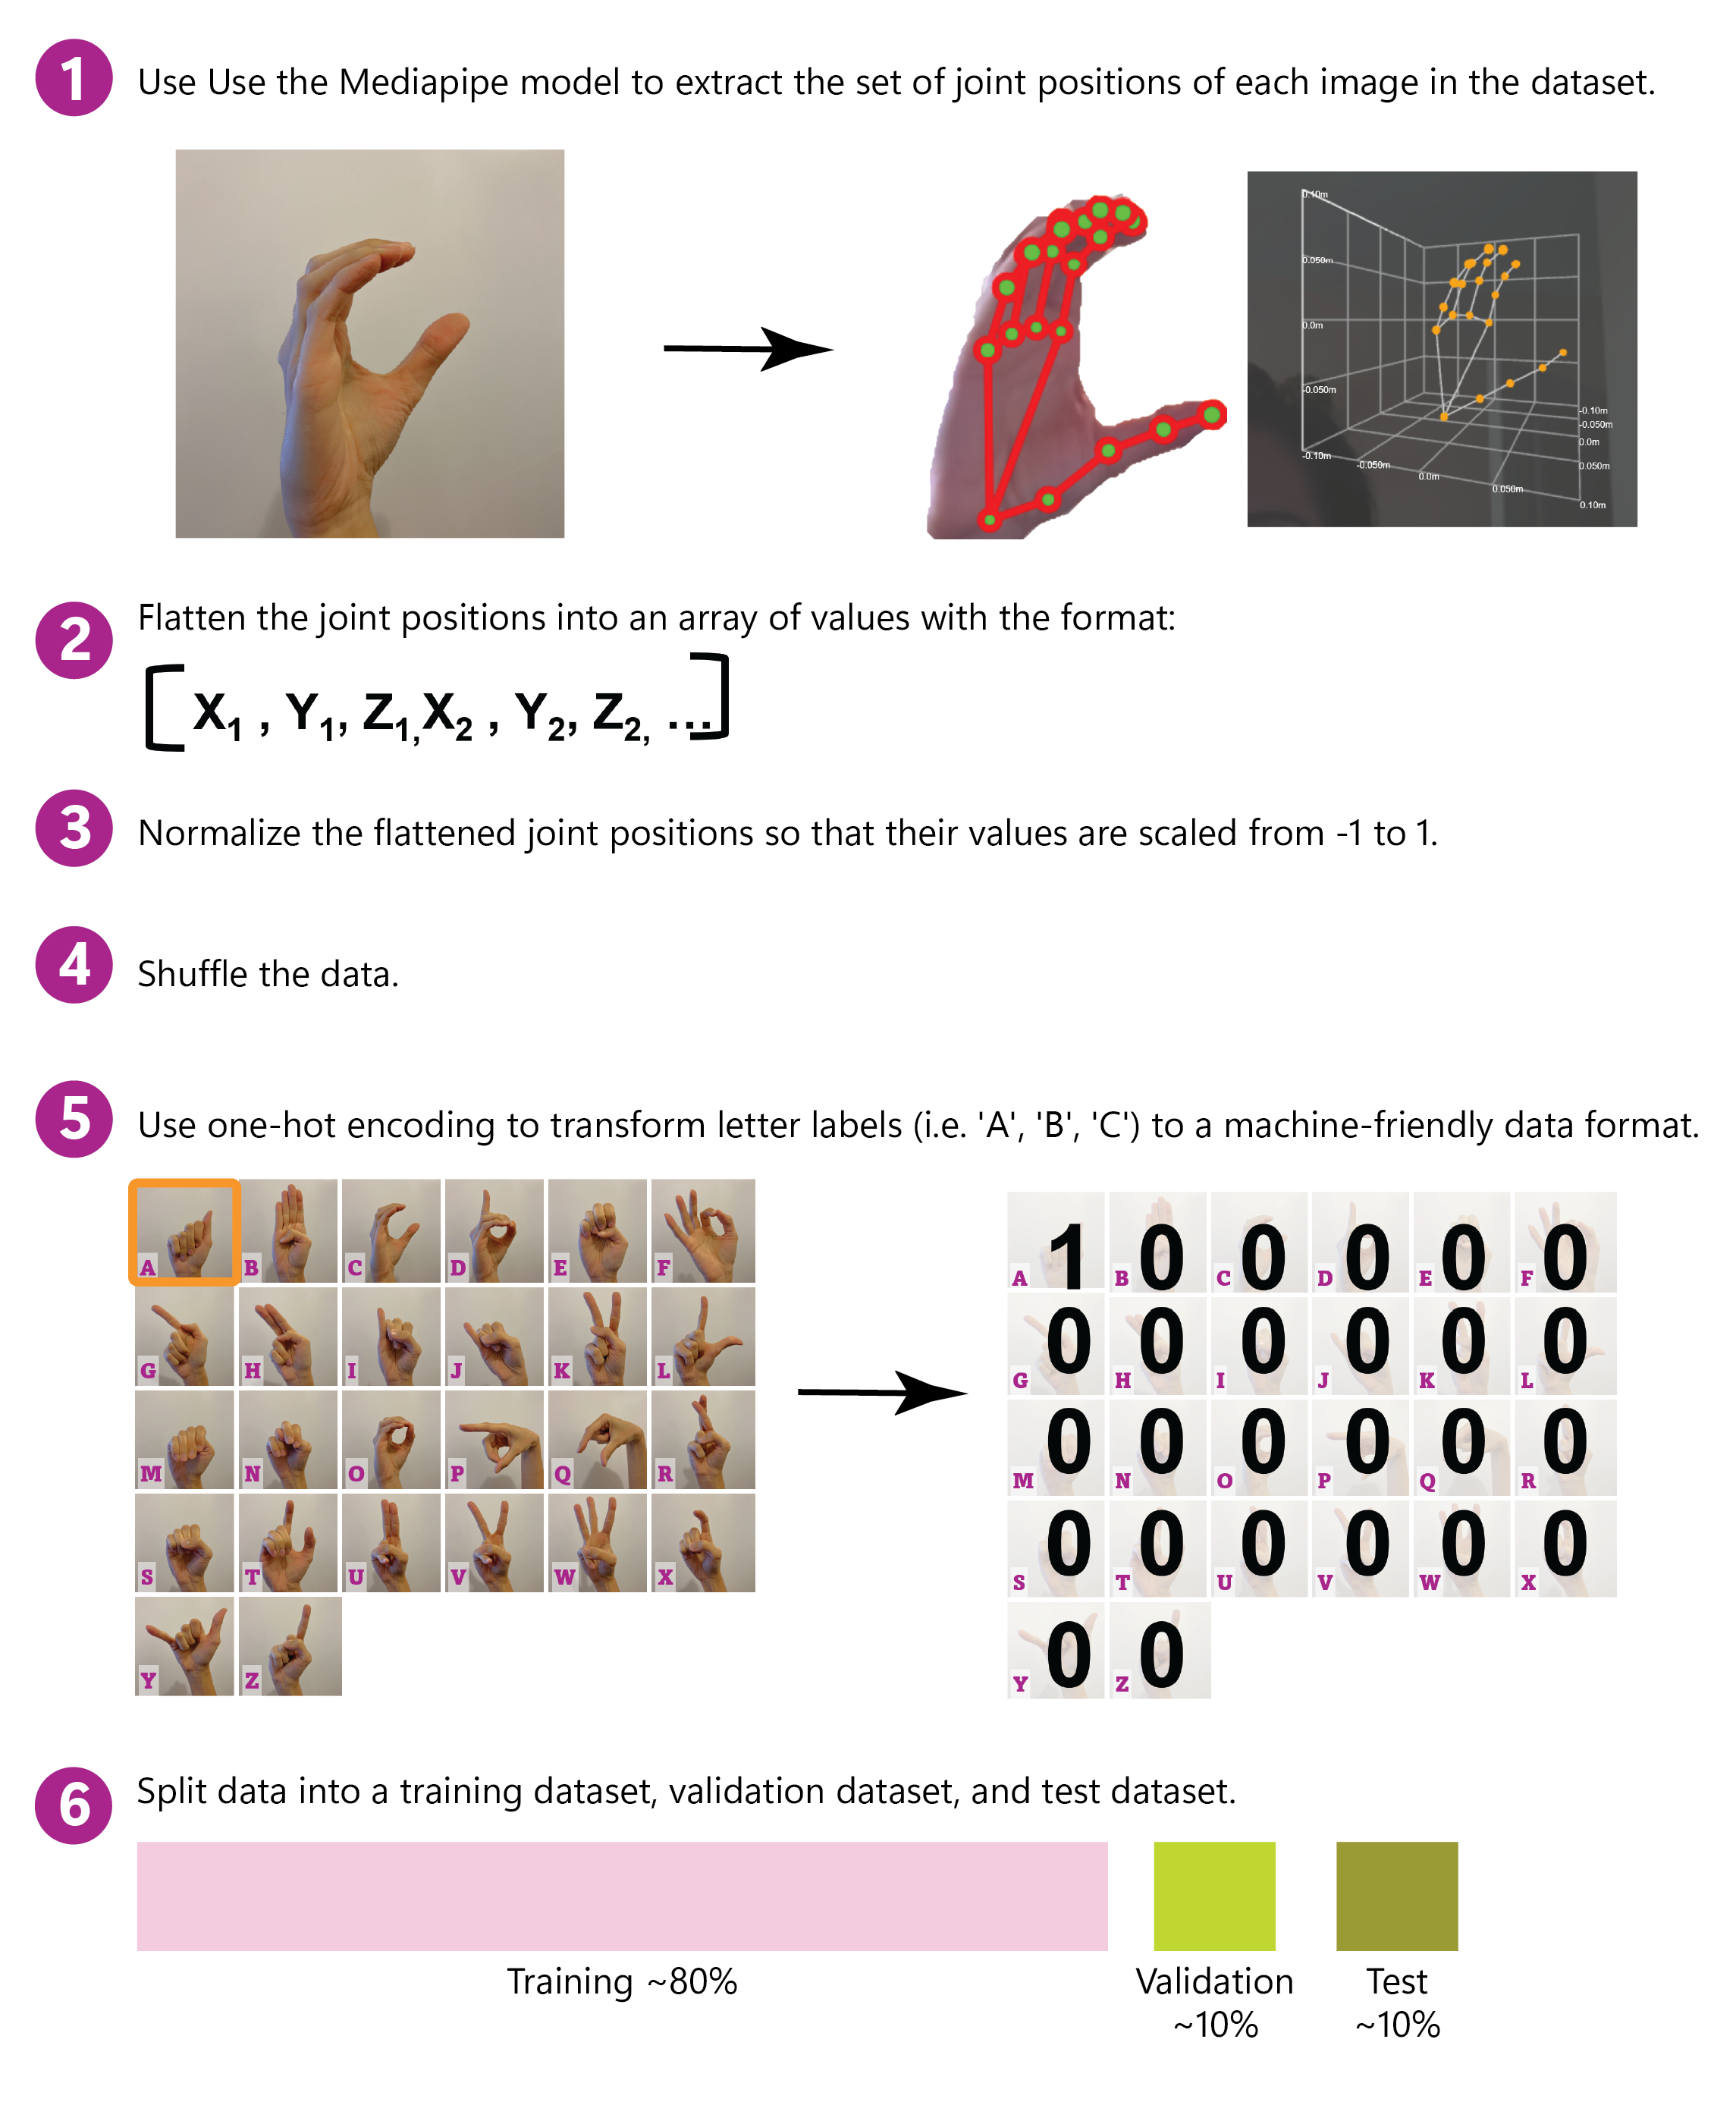 1 Use Use the Mediapipe model to extract the set of joint positions of each image in the dataset.
0.10m
0.050m
0.0m
-0.050m
-0.10m
-0.050m
0.0m
0.050m
-0.10m
-0.050m
0.0m
0.050m
0.10m
2 Flatten the joint positions into an array of values with the format:
[X1 , Y1, Z1,X2 , Y2, Z2, ...]
3 Normalize the flattened joint positions so that their values are scaled from -1 to 1.
4 Shuffle the data.
5 Use one-hot encoding to transform letter labels (i.e. 'A', 'B', 'C') to a machine-friendly data format.
A B C D E F
G H I J K L
M N O P Q R
S T U V W X
Y Z
A 1 B 0 C 0 D 0 E 0 F 0
G 0 H 0 I 0 J 0 K 0 L 0
M 0 N 0 O 0 P 0 Q 0 R 0
S 0 T 0 U 0 V 0 W 0 X 0
Y 0 Z 0
6 Split data into a training dataset, validation dataset, and test dataset.
Training ~80%
Validation
~10%
Test
~10%